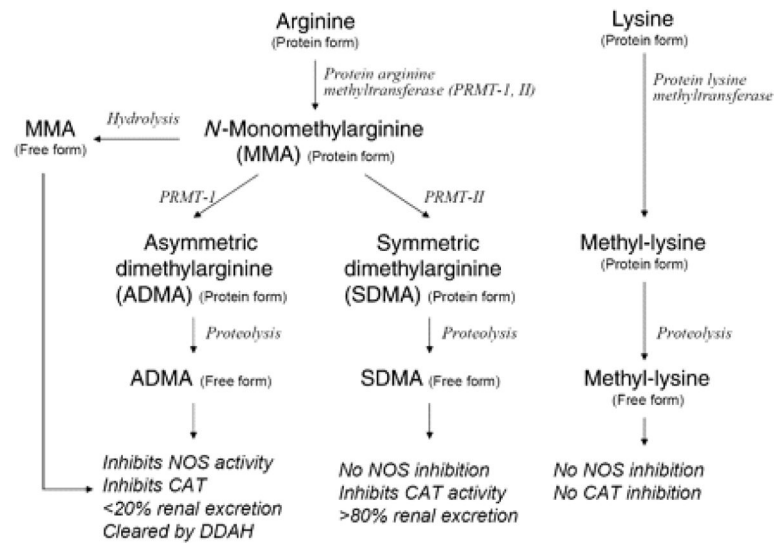 Arginine
(Protein form)
Lysine
(Protein form)
Protein arginine
methyltransferase (PRMT-1, II)
Protein lysine
methyltransferase
MMA
(Free form)
Hydrolysis
N-Monomethylarginine
(MMA) (Protein form)
PRMT-1
PRMT-II
Asymmetric
dimethylarginine
(ADMA) (Protein form)
Symmetric
dimethylarginine
(SDMA) (Protein form)
Methyl-lysine
(Protein form)
Proteolysis
Proteolysis
Proteolysis
ADMA (Free form)
SDMA (Free form)
Methyl-lysine
(Free form)
Inhibits NOS activity
Inhibits CAT
<20% renal excretion
Cleared by DDAH
No NOS inhibition
Inhibits CAT activity
>80% renal excretion
No NOS inhibition
No CAT inhibition